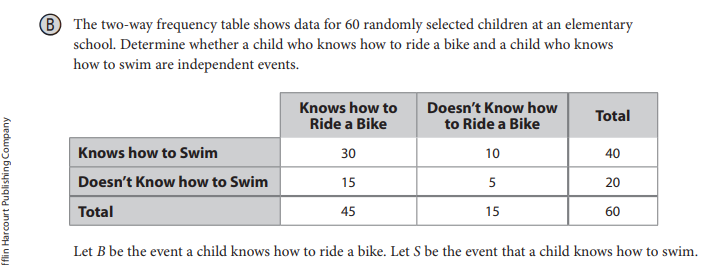 B The two-way frequency table shows data for 60 randomly selected children at an elementary
school. Determine whether a child who knows how to ride a bike and a child who knows
how to swim are independent events.
Knows how to Ride a Bike Doesn't Know how to Ride a Bike Total
Knows how to Swim 30 10 40
Doesn't Know how to Swim 15 5 20
Total 45 15 60
Let B be the event a child knows how to ride a bike. Let S be the event that a child knows how to swim.
fflin Harcourt Publishing Company